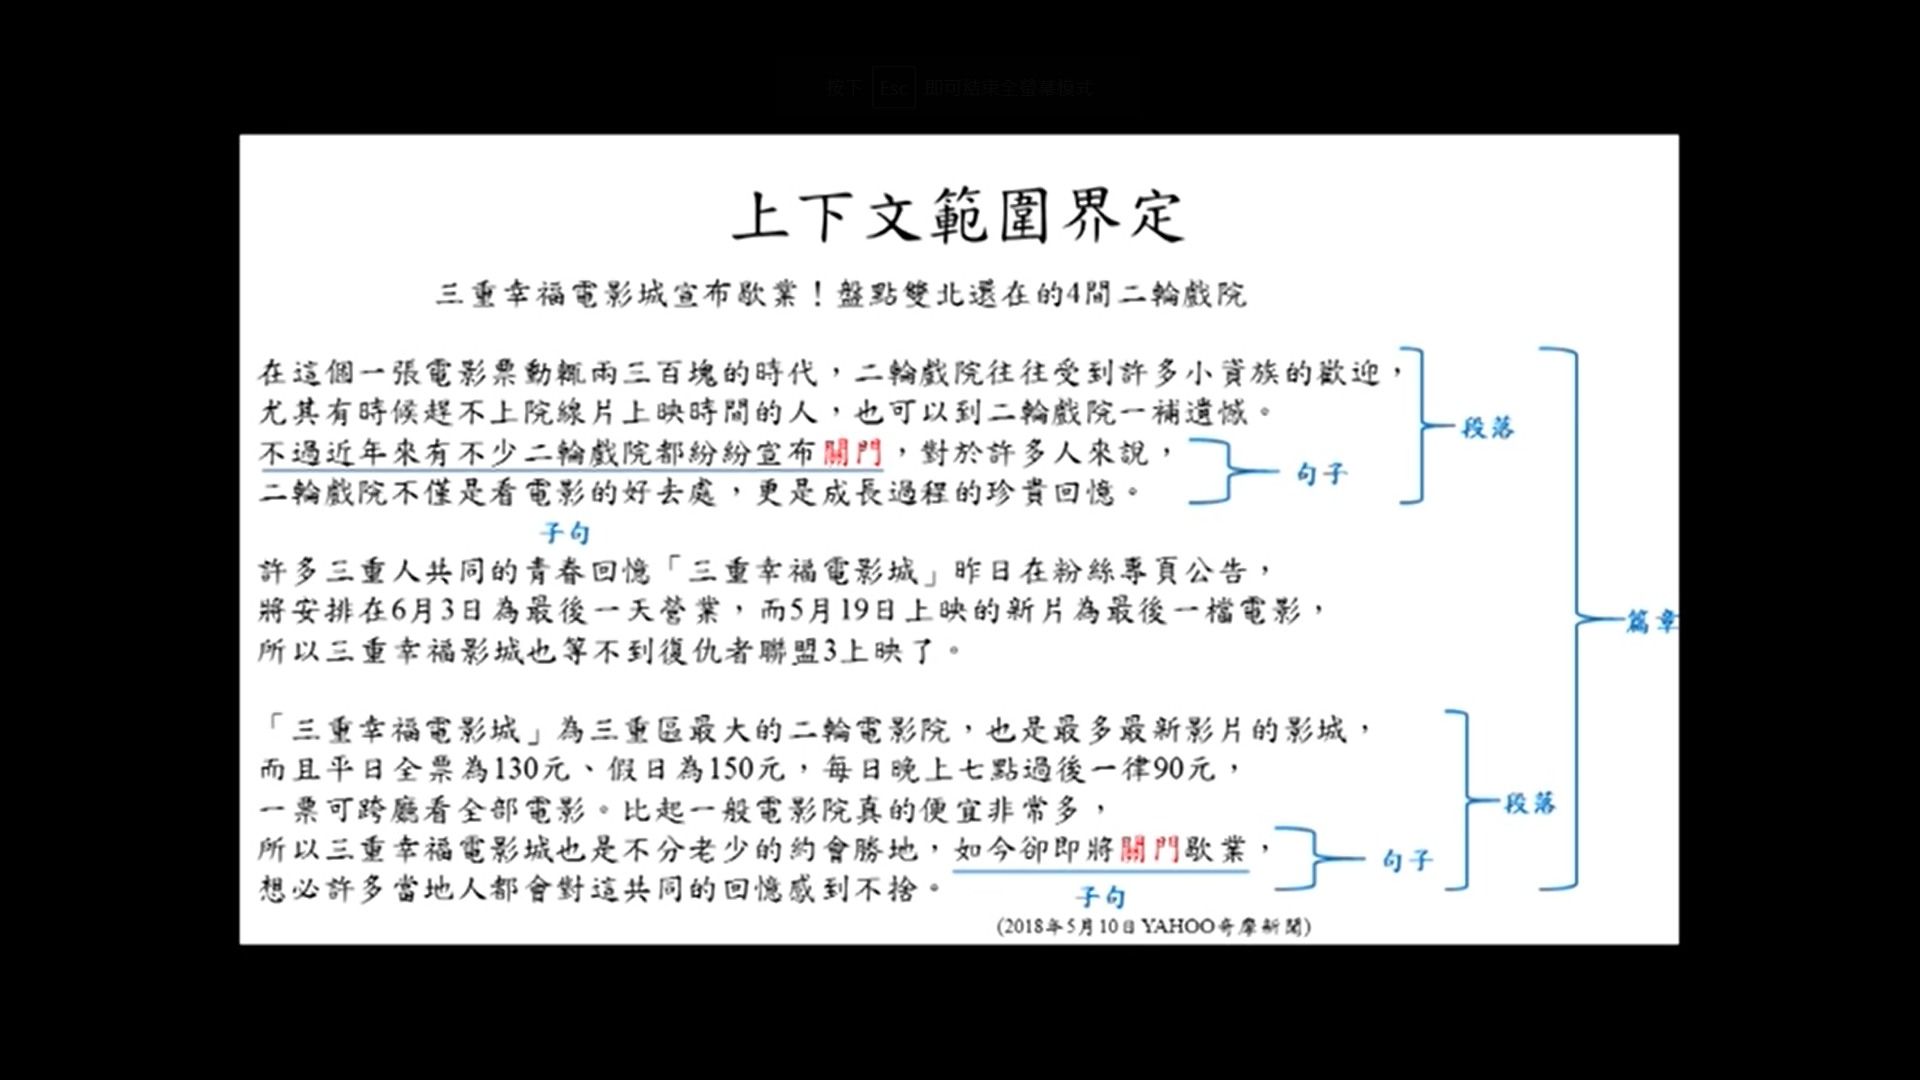 按下 Esc 即可結束全螢幕模式
上下文範圍界定
三重幸福電影城宣布歇業！盤點雙北還在的4間二輪戲院
在這個一張電影票動輒兩三百塊的時代，二輪戲院往往受到許多小資族的歡迎，
尤其有時候趕不上院線片上映時間的人，也可以到二輪戲院一補遺憾。
段落
不過近年來有不少二輪戲院都紛紛宣布關門，對於許多人來說，
句子
二輪戲院不僅是看電影的好去處，更是成長過程的珍貴回憶。
子句
許多三重人共同的青春回憶「三重幸福電影城」昨日在粉絲專頁公告，
將安排在6月3日為最後一天營業，而5月19日上映的新片為最後一檔電影，
篇章
所以三重幸福影城也等不到復仇者聯盟3上映了。
「三重幸福電影城」為三重區最大的二輪電影院，也是最多最新影片的影城，
而且平日全票為130元、假日為150元，每日晚上七點過後一律90元，
一票可跨廳看全部電影。比起一般電影院真的便宜非常多，
段落
所以三重幸福電影城也是不分老少的約會勝地，如今卻即將關門歇業，
句子
想必許多當地人都會對這共同的回憶感到不捨。
子句
(2018年5月10日YAHOO奇摩新聞)